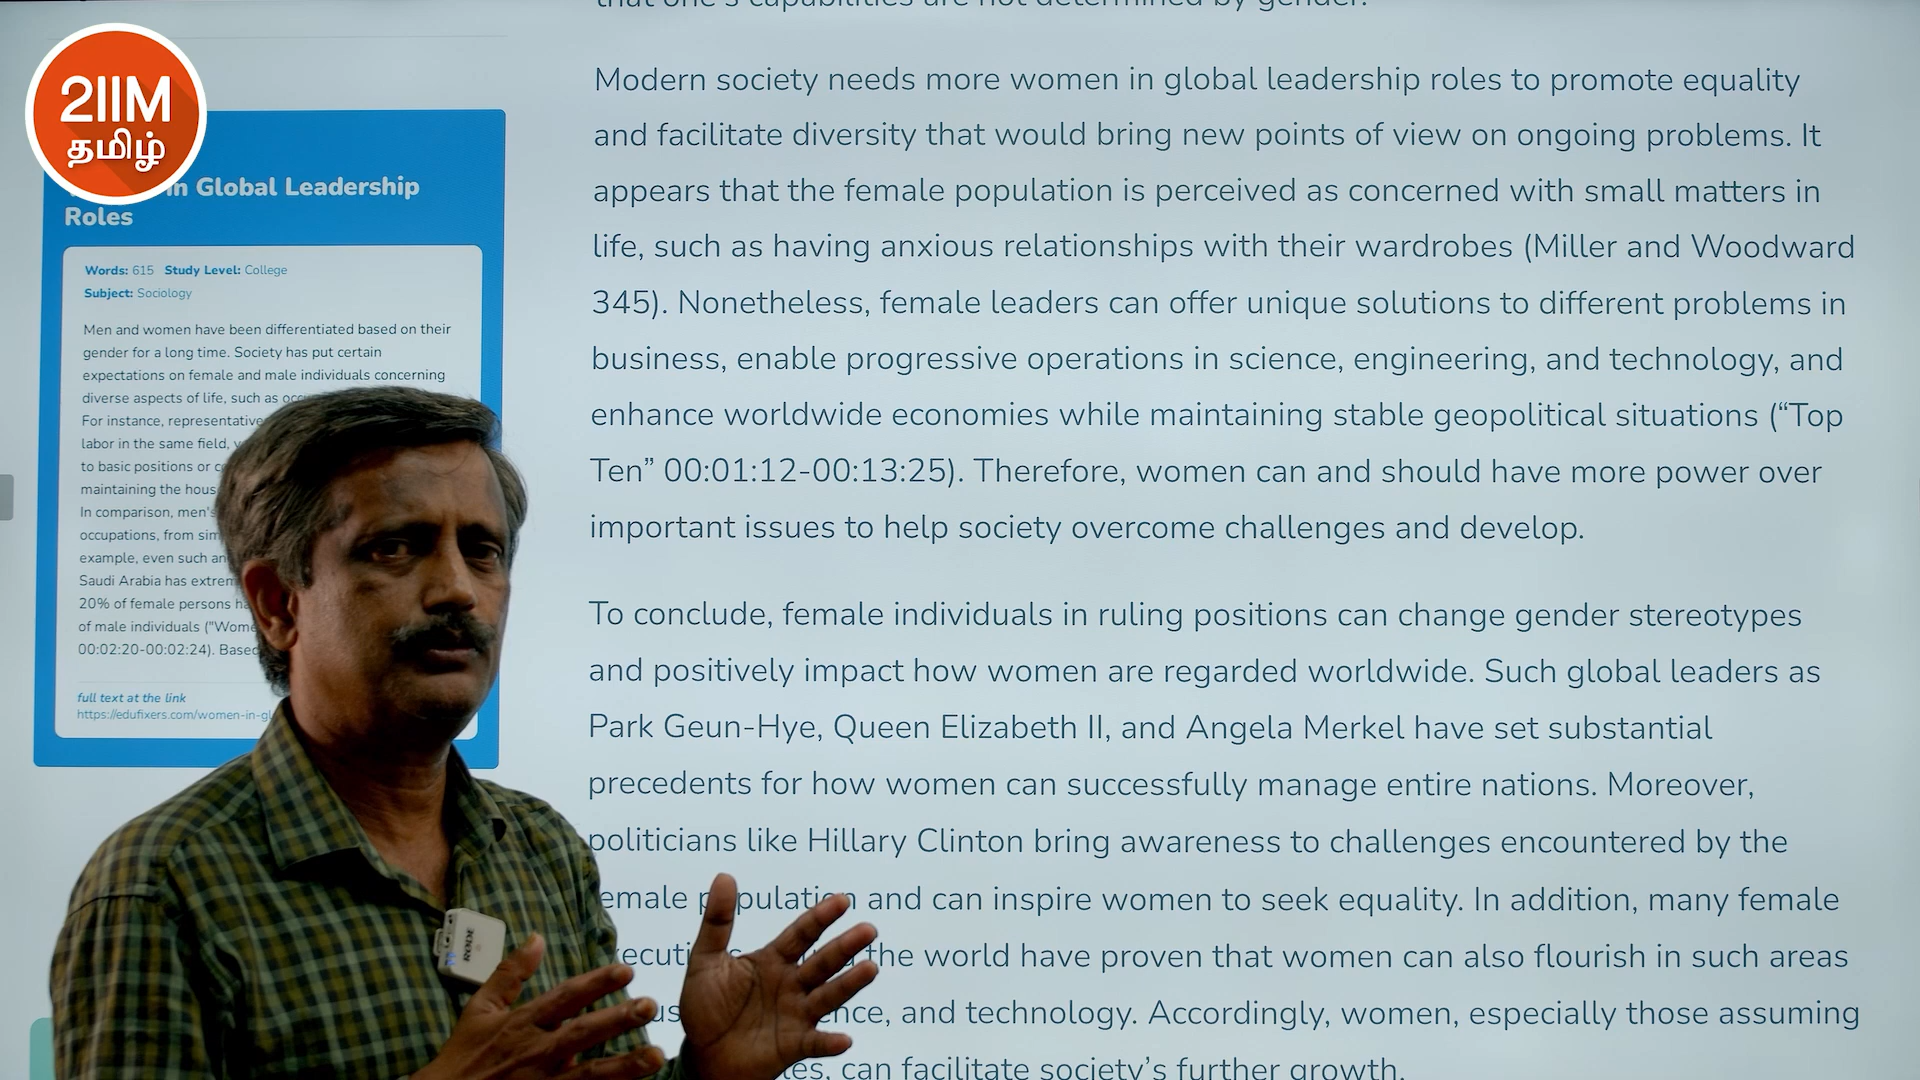 2IIM
தமிழ்
in Global Leadership
Roles
Words: 615 Study Level: College
Subject: Sociology
Men and women have been differentiated based on their
gender for a long time. Society has put certain
expectations on female and male individuals concerning
diverse aspects of life, such as
For instance, representative
labor in the same field,
to basic positions or
maintaining the
In comparison, men's
occupations, from
example, even such
Saudi Arabia has
20% of female persons
of male individuals
00:02:20-00:02:24).
full text at the link
https://edufixers.com/women-in-gl
RØDE
that one's capabilities are not determined by gender.
Modern society needs more women in global leadership roles to promote equality
and facilitate diversity that would bring new points of view on ongoing problems. It
appears that the female population is perceived as concerned with small matters in
life, such as having anxious relationships with their wardrobes (Miller and Woodward
345). Nonetheless, female leaders can offer unique solutions to different problems in
business, enable progressive operations in science, engineering, and technology, and
enhance worldwide economies while maintaining stable geopolitical situations (“Top
Ten” 00:01:12-00:13:25). Therefore, women can and should have more power over
important issues to help society overcome challenges and develop.
To conclude, female individuals in ruling positions can change gender stereotypes
and positively impact how women are regarded worldwide. Such global leaders as
Park Geun-Hye, Queen Elizabeth II, and Angela Merkel have set substantial
precedents for how women can successfully manage entire nations. Moreover,
politicians like Hillary Clinton bring awareness to challenges encountered by the
population and can inspire women to seek equality. In addition, many female
the world have proven that women can also flourish in such areas
and technology. Accordingly, women, especially those assuming
can facilitate society’s further growth.